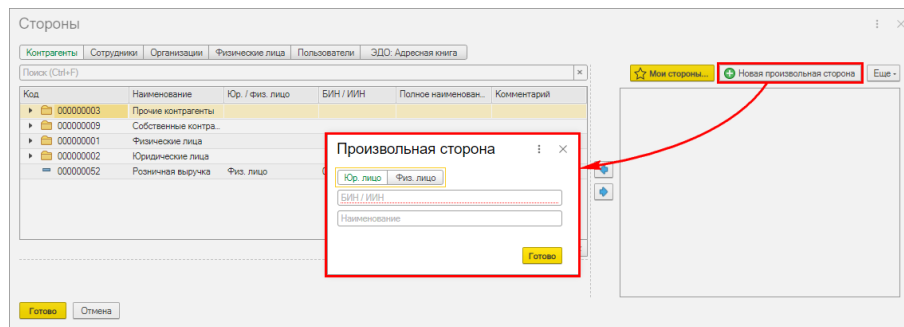 Стороны
Контрагенты Сотрудники Организации Физические лица Пользователи ЭДО: Адресная книга
Поиск (Ctrl+F) ×
Мои стороны... Новая произвольная сторона Еще
Код Наименование Юр. / физ. лицо БИН / ИИН Полное наименован... Комментарий
000000003 Прочие контрагенты
000000009 Собственные контра...
000000001 Физические лица
000000002 Юридические лица
000000052 Розничная выручка Физ. лицо
Произвольная сторона
Юр. лицо Физ. лицо
БИН / ИИН
Наименование
Готово
Готово Отмена